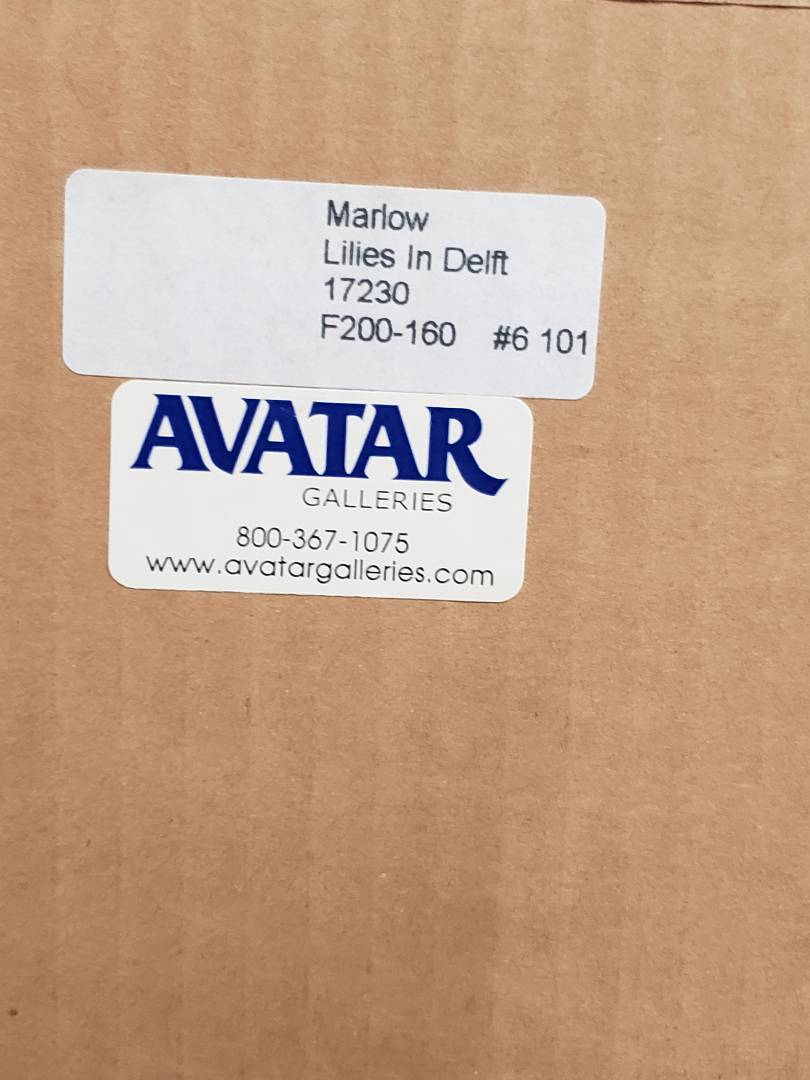 Marlow
Lilies In Delft
17230
F200-160 #6 101
AVATAR
GALLERIES
800-367-1075
www.avatargalleries.com